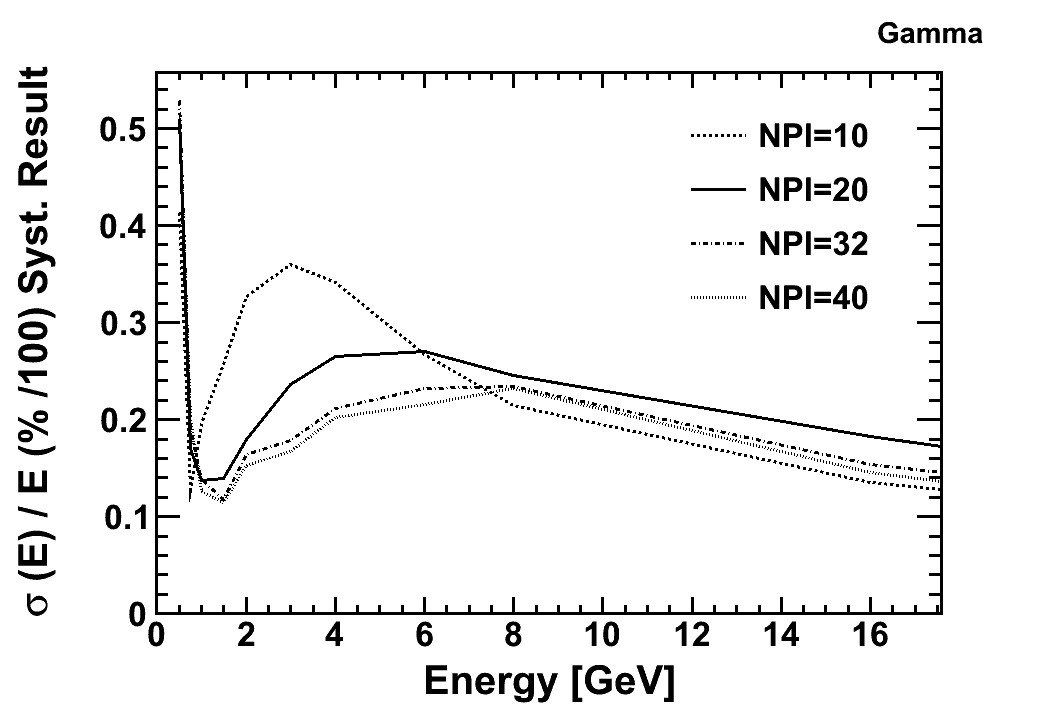 Gamma
σ (E) / E (% /100) Syst. Result
0.5
0.4
0.3
0.2
0.1
0
NPI=10
NPI=20
NPI=32
NPI=40
0 2 4 6 8 10 12 14 16
Energy [GeV]